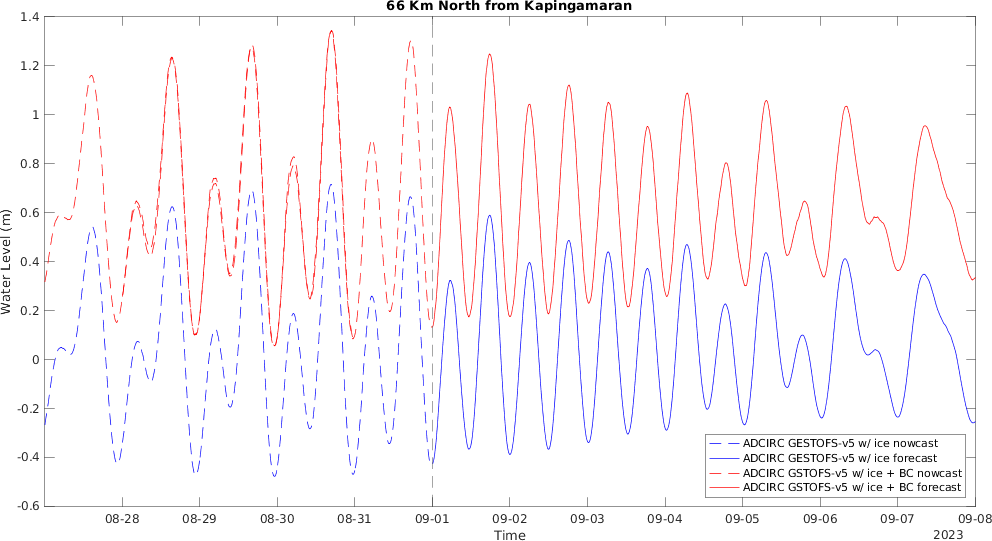 66 Km North from Kapingamaran
1.4
1.2
1
0.8
0.6
0.4
0.2
0
-0.2
-0.4
-0.6
Water Level (m)
08-28 08-29 08-30 08-31 09-01 09-02 09-03 09-04 09-05 09-06 09-07 09-08
Time
2023
ADCIRC GESTOFS-v5 w/ ice nowcast
ADCIRC GESTOFS-v5 w/ ice forecast
ADCIRC GSTOFS-v5 w/ ice + BC nowcast
ADCIRC GSTOFS-v5 w/ ice + BC forecast